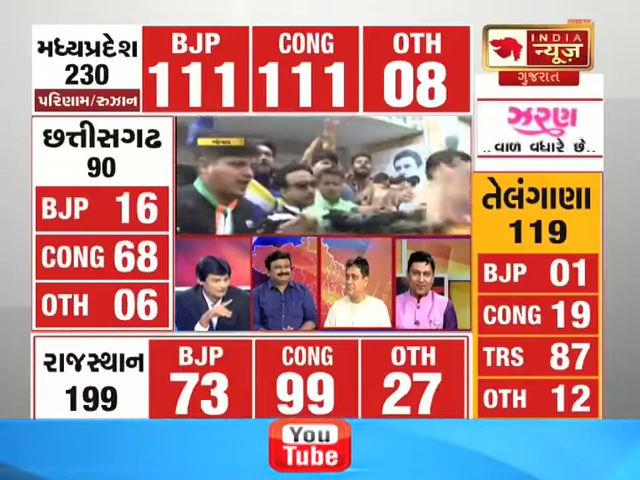 મધ્યપ્રદેશ
230
પરિણામ/રુઝાન
BJP
111
CONG
111
OTH
08
INDIA
न्यूज़
ગુજરાત
છત્તીસગઢ
90
BJP 16
CONG 68
OTH 06
ભોપાલ
ઝરણ
..વાળ વધારે છે..
તેલંગાણા
119
BJP 01
CONG 19
TRS 87
OTH 12
રાજસ્થાન
199
BJP
73
CONG
99
OTH
27
You
Tube